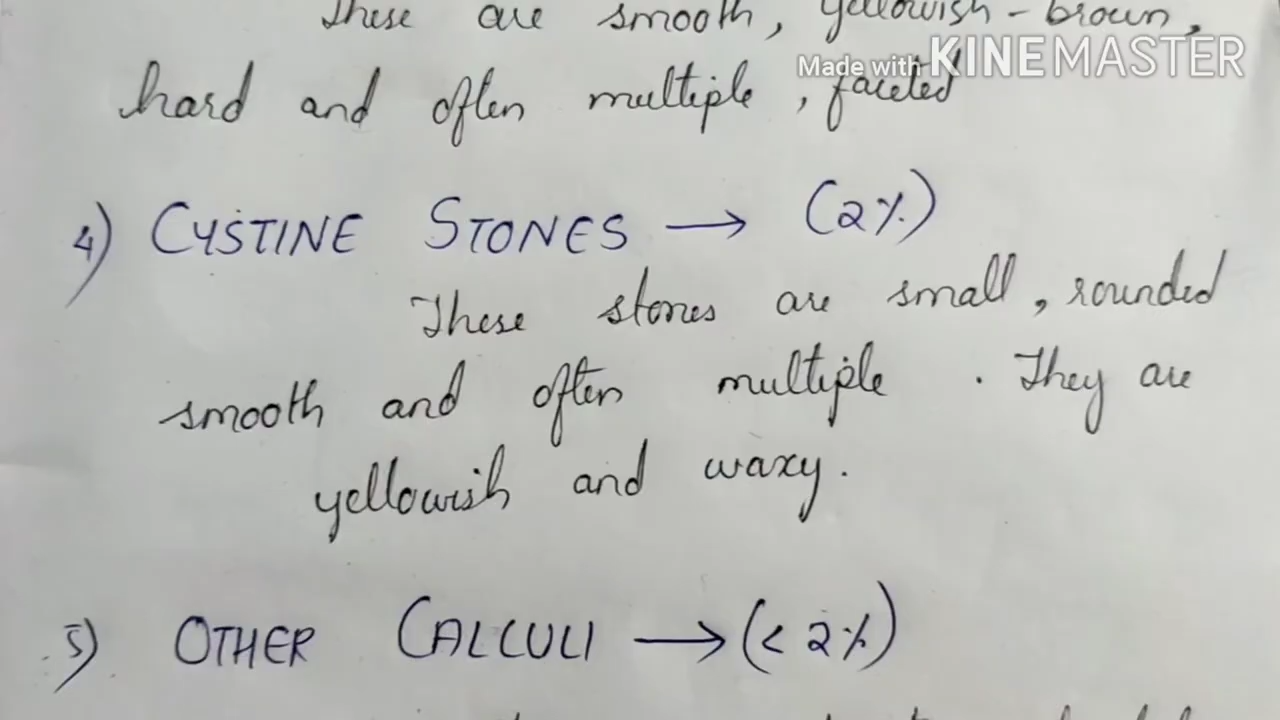 These are smooth, yellowish-brown,
Made with KINEMASTER
hard and often multiple, faceted
4) CYSTINE STONES → (2%)
These stones are small, rounded
smooth and often multiple. They are
yellowish and waxy.
5) OTHER CALCULI → (< 2%)